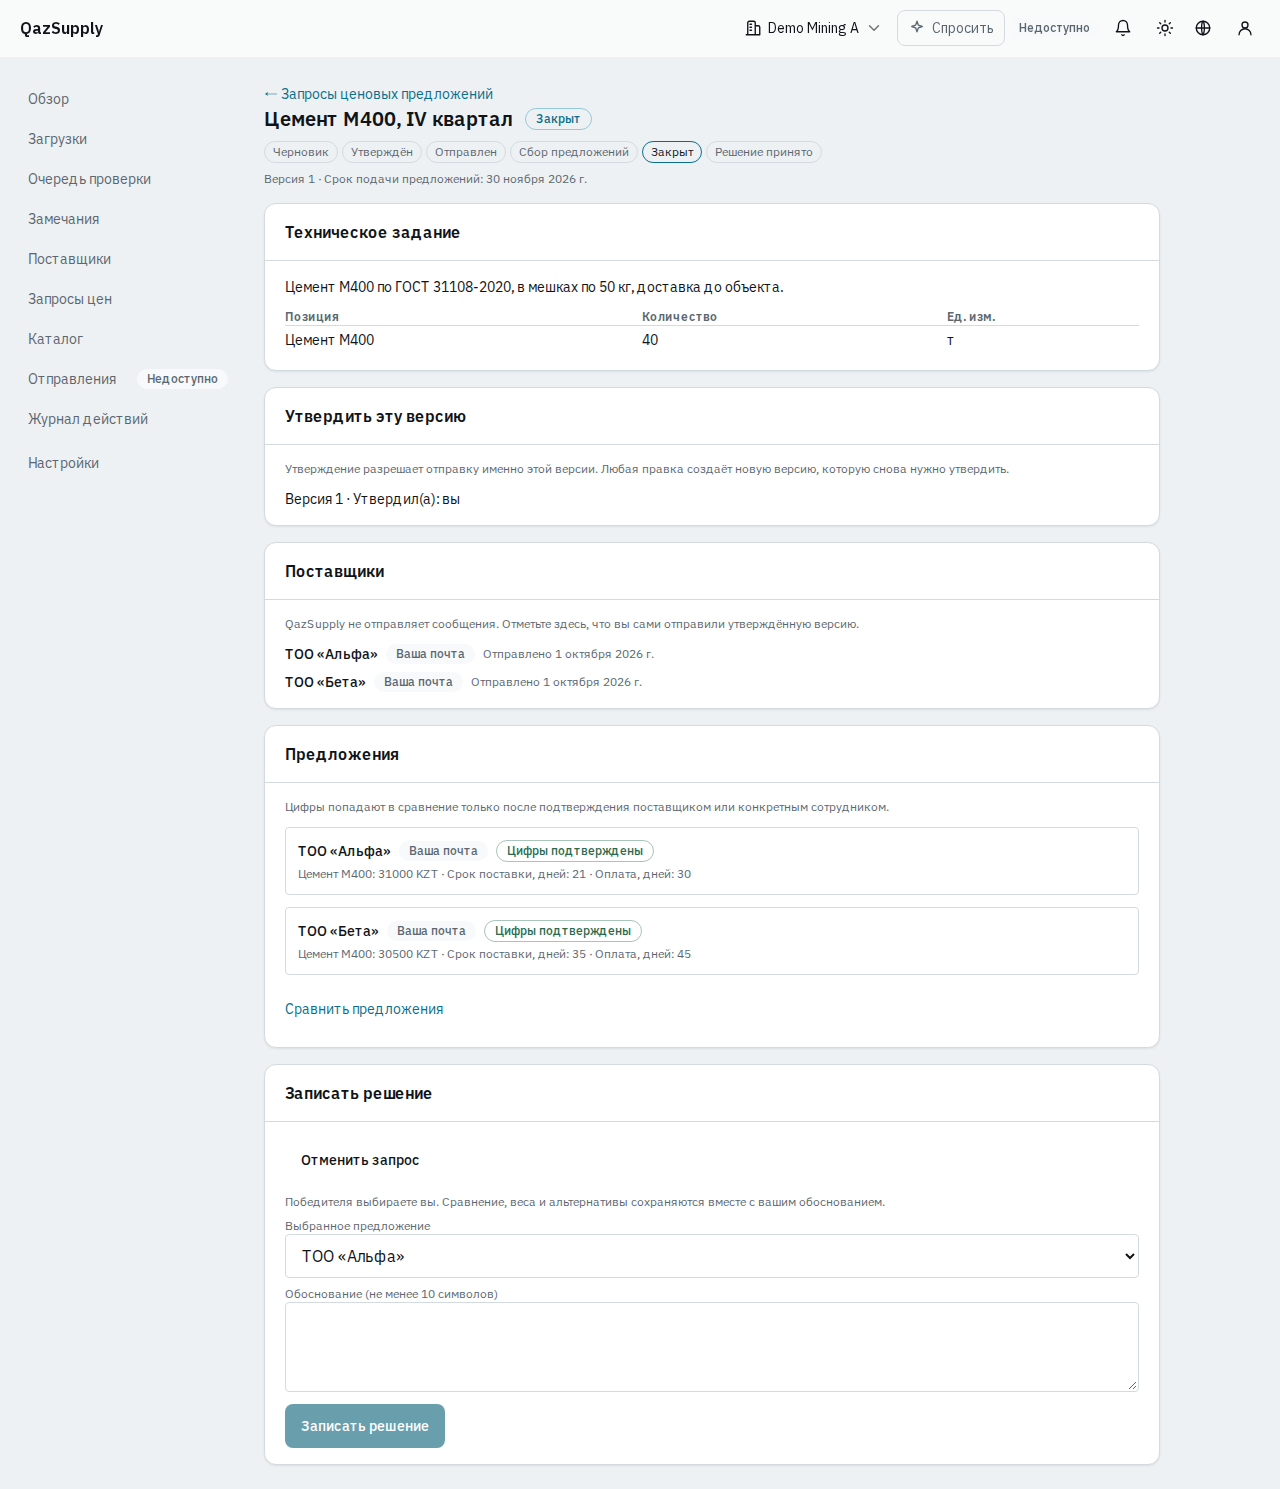 QazSupply
Demo Mining A
Спросить
Недоступно
Обзор
Загрузки
Очередь проверки
Замечания
Поставщики
Запросы цен
Каталог
Отправления Недоступно
Журнал действий
Настройки
← Запросы ценовых предложений
Цемент М400, IV квартал Закрыт
Черновик Утверждён Отправлен Сбор предложений Закрыт Решение принято
Версия 1 · Срок подачи предложений: 30 ноября 2026 г.
Техническое задание
Цемент М400 по ГОСТ 31108-2020, в мешках по 50 кг, доставка до объекта.
Позиция Количество Ед. изм.
Цемент М400 40 т
Утвердить эту версию
Утверждение разрешает отправку именно этой версии. Любая правка создаёт новую версию, которую снова нужно утвердить.
Версия 1 · Утвердил(а): вы
Поставщики
QazSupply не отправляет сообщения. Отметьте здесь, что вы сами отправили утверждённую версию.
ТОО «Альфа» Ваша почта Отправлено 1 октября 2026 г.
ТОО «Бета» Ваша почта Отправлено 1 октября 2026 г.
Предложения
Цифры попадают в сравнение только после подтверждения поставщиком или конкретным сотрудником.
ТОО «Альфа» Ваша почта Цифры подтверждены
Цемент М400: 31000 KZT · Срок поставки, дней: 21 · Оплата, дней: 30
ТОО «Бета» Ваша почта Цифры подтверждены
Цемент М400: 30500 KZT · Срок поставки, дней: 35 · Оплата, дней: 45
Сравнить предложения
Записать решение
Отменить запрос
Победителя выбираете вы. Сравнение, веса и альтернативы сохраняются вместе с вашим обоснованием.
Выбранное предложение
ТОО «Альфа»
Обоснование (не менее 10 символов)
Записать решение